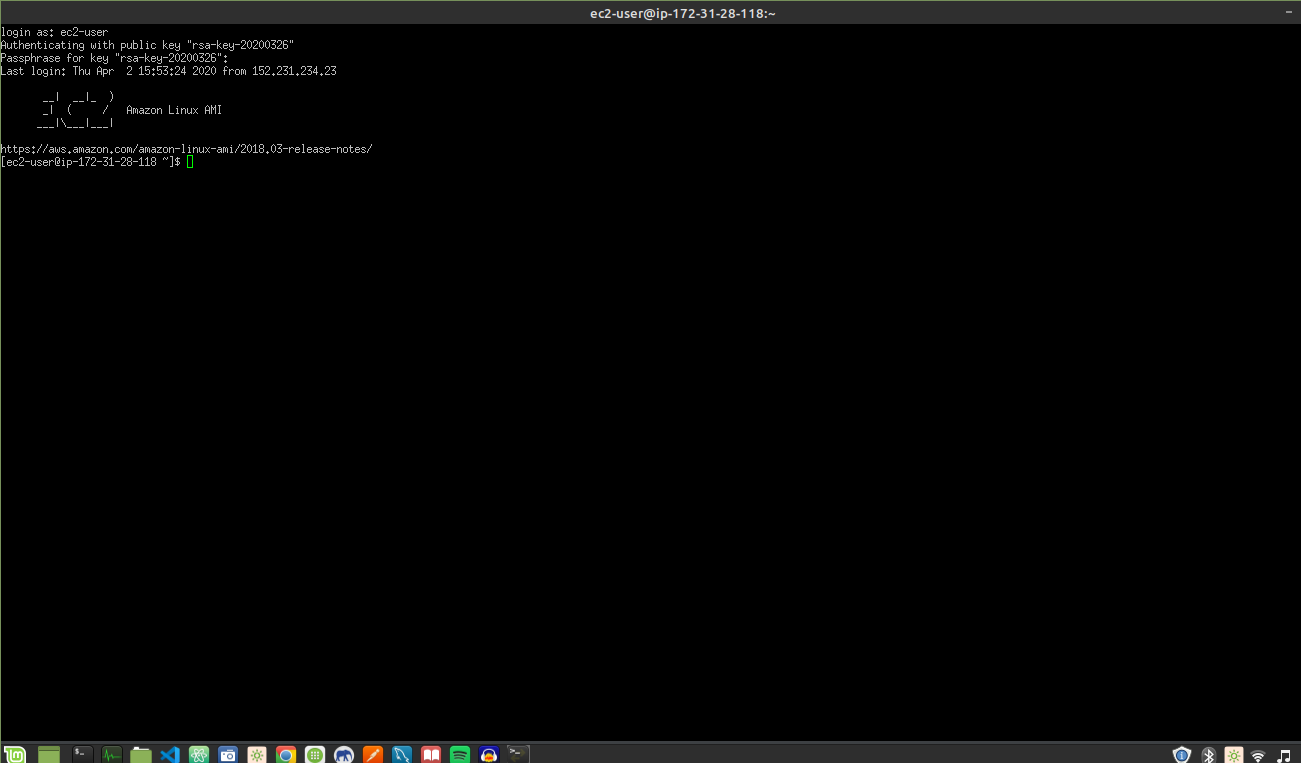 ec2-user@ip-172-31-28-118:~
login as: ec2-user
Authenticating with public key "rsa-key-20200326"
Passphrase for key "rsa-key-20200326":
Last login: Thu Apr  2 15:53:24 2020 from 152.231.234.23
       __|  __|_  )
       _|  (     /   Amazon Linux AMI
      ___|\___|___|
https://aws.amazon.com/amazon-linux-ami/2018.03-release-notes/
[ec2-user@ip-172-31-28-118 ~]$